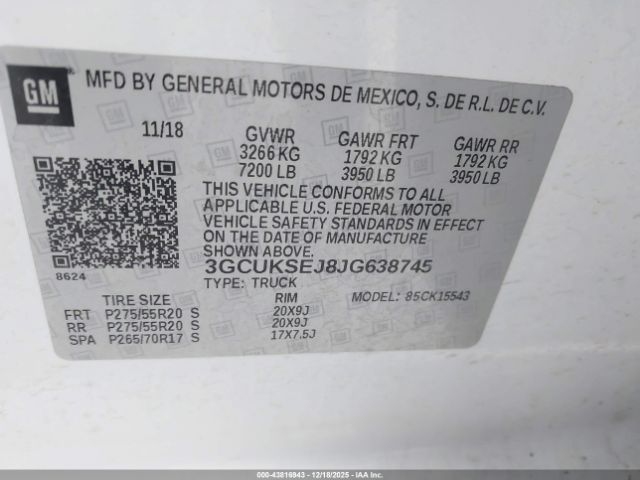 GM
MFD BY GENERAL MOTORS DE MEXICO, S. DE R.L. DE C.V.
11/18 GVWR GAWR FRT GAWR RR
3266 KG 1792 KG 1792 KG
7200 LB 3950 LB 3950 LB
THIS VEHICLE CONFORMS TO ALL
APPLICABLE U.S. FEDERAL MOTOR
VEHICLE SAFETY STANDARDS IN EFFECT
ON THE DATE OF MANUFACTURE
SHOWN ABOVE.
8624 3GCUKSEJ8JG638745
TYPE: TRUCK MODEL: 85CK15543
TIRE SIZE RIM
FRT P275/55R20 S 20X9J
RR P275/55R20 S 20X9J
SPA P265/70R17 S 17X7.5J
000-43816943 | 12/18/2025 - IAAI.com